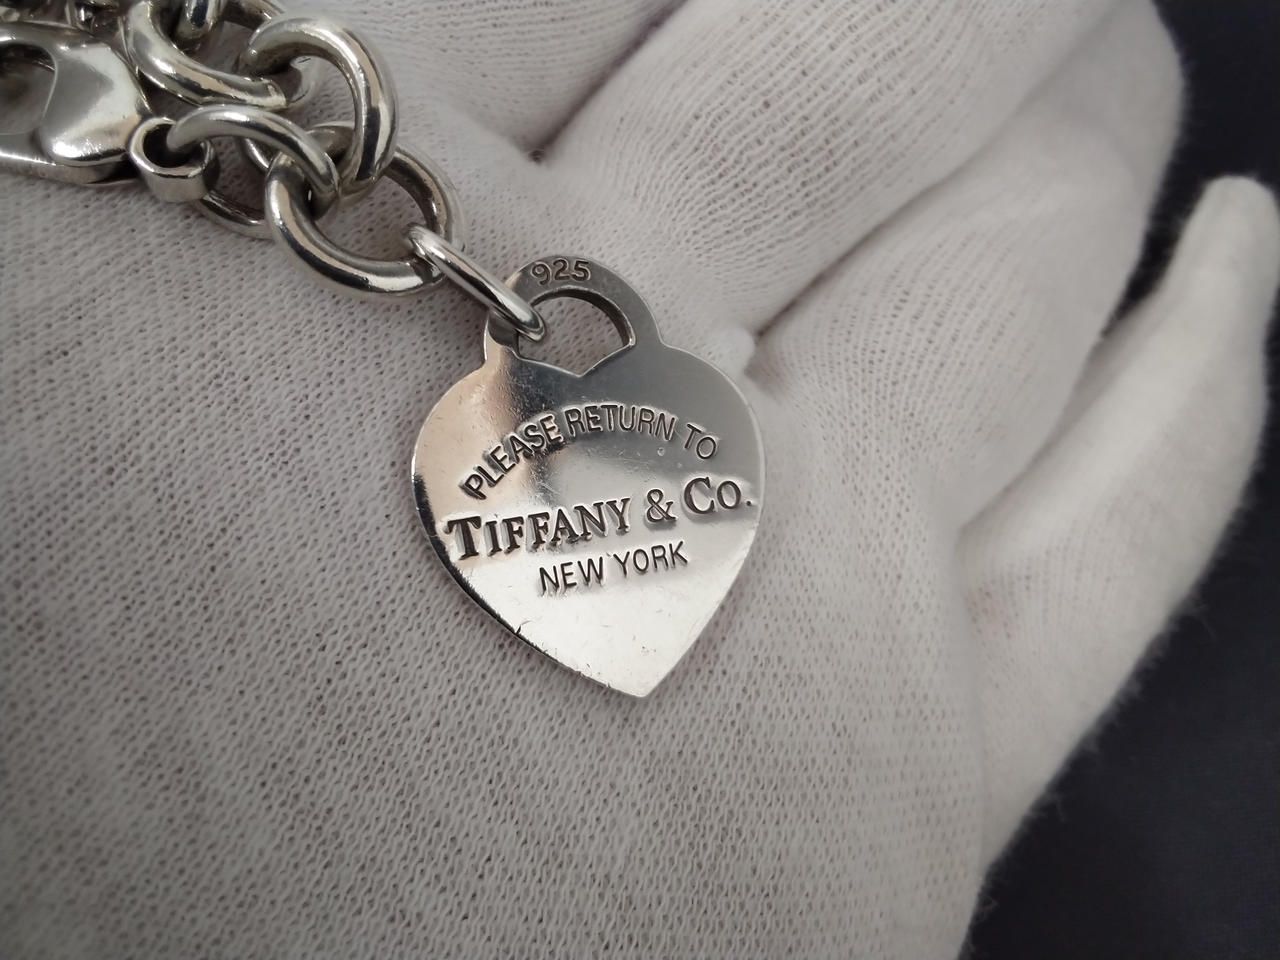 925
PLEASE RETURN TO
TIFFANY & CO.
NEW YORK